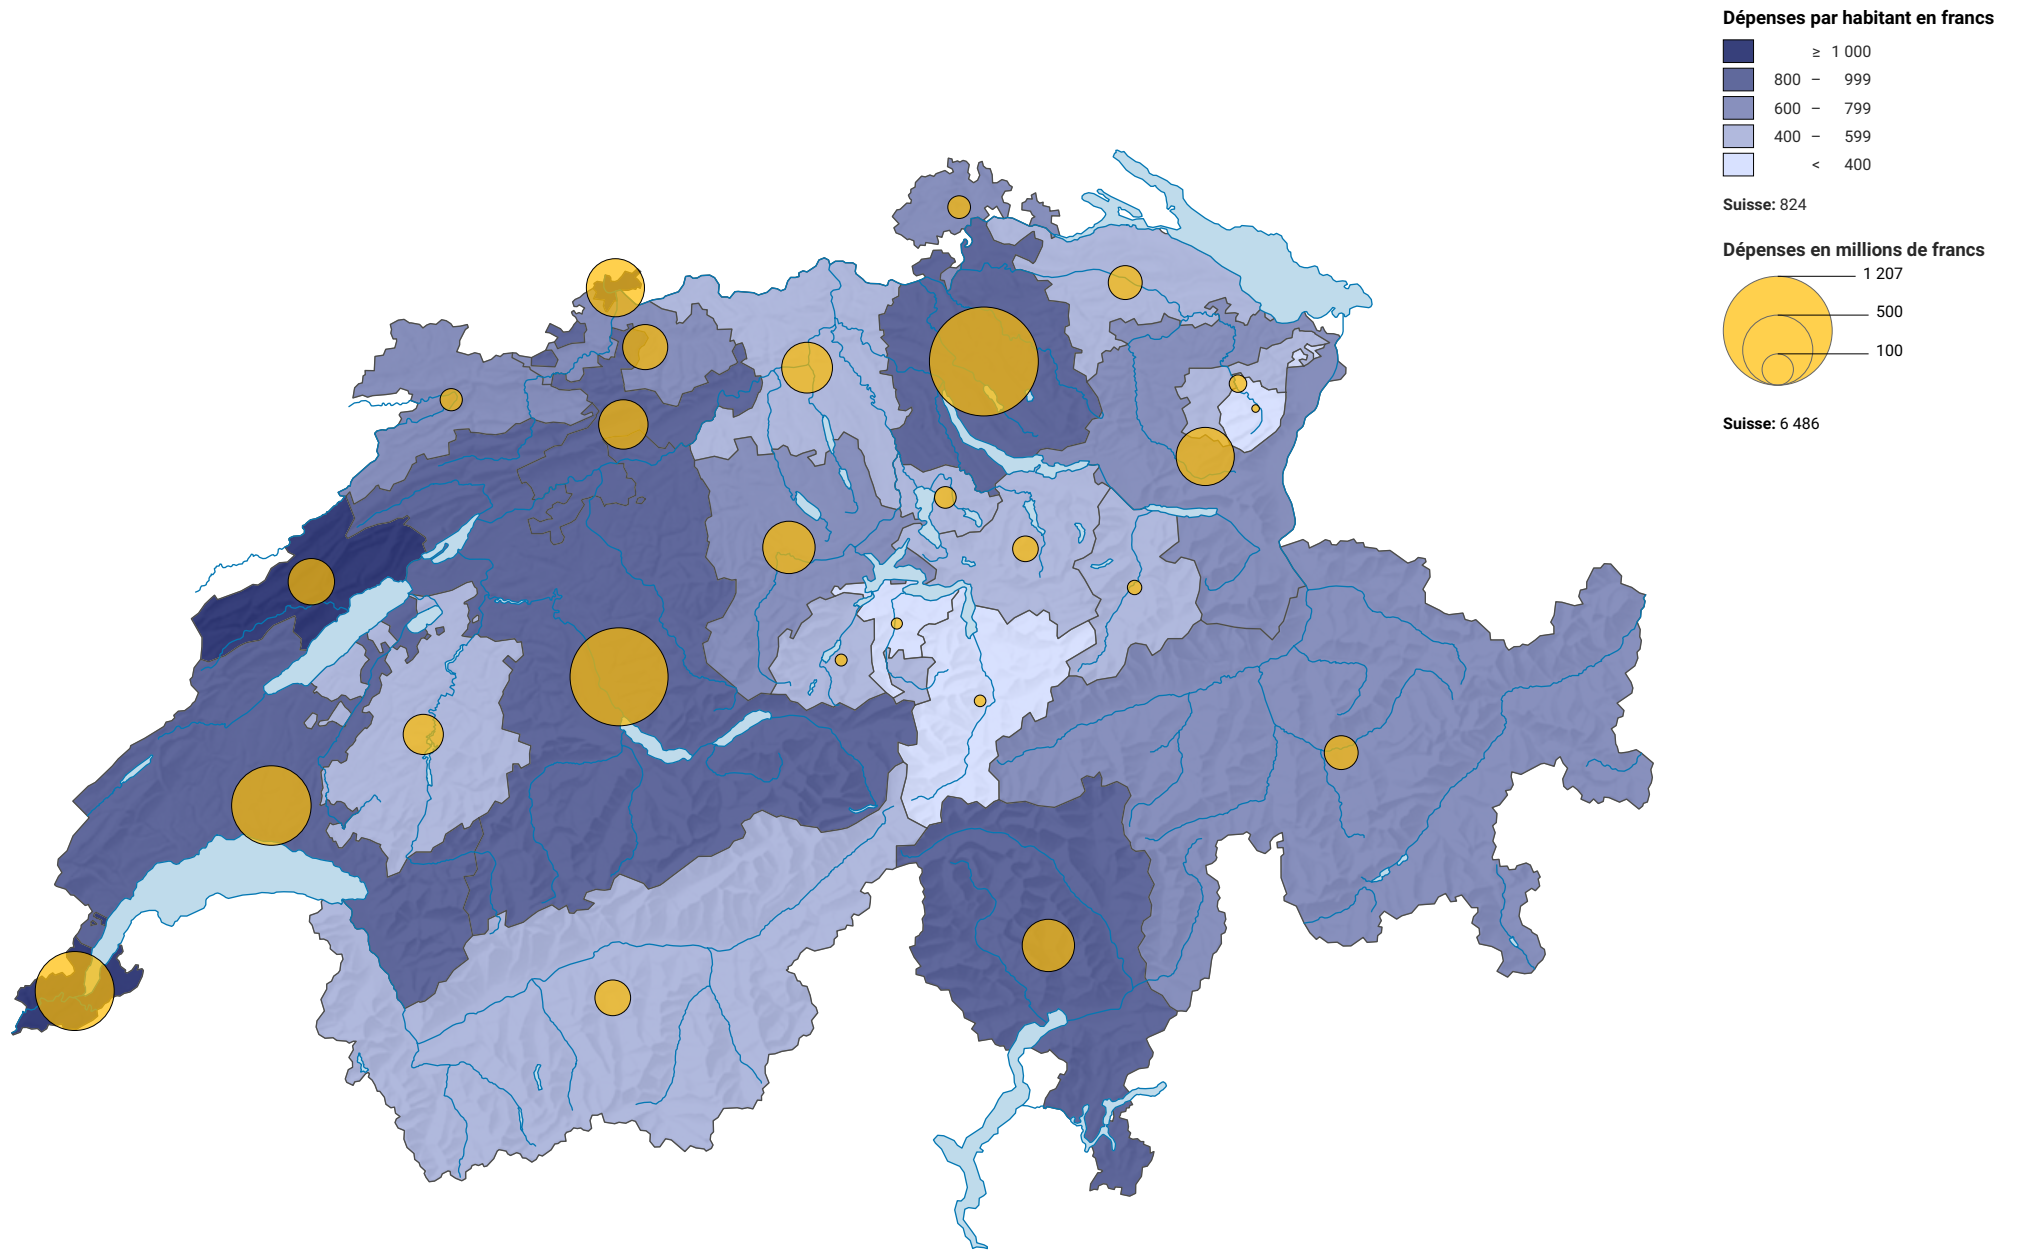 Dépenses par habitant en francs
≥ 1 000
800 – 999
600 – 799
400 – 599
< 400
Suisse: 824
Dépenses en millions de francs
1 207
500
100
Suisse: 6 486